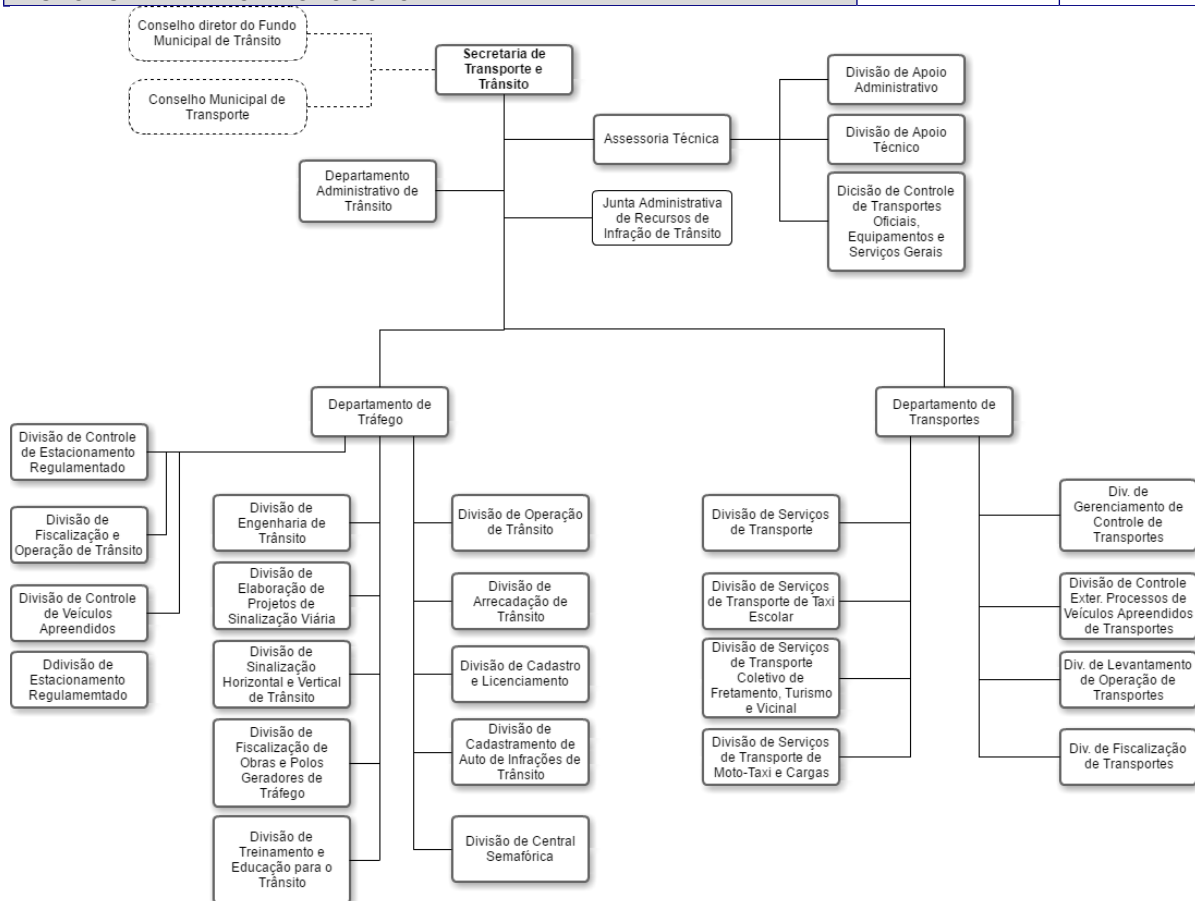 Conselho diretor do Fundo
Municipal de Trânsito
Secretaria de
Transporte e
Trânsito
Conselho Municipal de
Transporte
Divisão de Apoio
Administrativo
Assessoria Técnica
Divisão de Apoio
Técnico
Departamento
Administrativo de
Trânsito
Junta Administrativa
de Recursos de
Infração de Trânsito
Dicisão de Controle
de Transportes
Oficiais,
Equipamentos e
Serviços Gerais
Departamento de
Tráfego
Departamento de
Transportes
Divisão de Controle
de Estacionamento
Regulamentado
Divisão de
Fiscalização e
Operação de Trânsito
Divisão de Controle
de Veículos
Apreendidos
Ddivisão de
Estacionamento
Regulamemtado
Divisão de
Engenharia de
Trânsito
Divisão de
Elaboração de
Projetos de
Sinalização Viária
Divisão de
Sinalização
Horizontal e Vertical
de Trânsito
Divisão de
Fiscalização de
Obras e Polos
Geradores de
Tráfego
Divisão de
Treinamento e
Educação para o
Trânsito
Divisão de Operação
de Trânsito
Divisão de
Arrecadação de
Trânsito
Divisão de Cadastro
e Licenciamento
Divisão de
Cadastramento de
Auto de Infrações de
Trânsito
Divisão de Central
Semafórica
Divisão de Serviços
de Transporte
Divisão de Serviços
de Transporte de Taxi
Escolar
Divisão de Serviços
de Transporte
Coletivo de
Fretamento, Turismo
e Vicinal
Divisão de Serviços
de Transporte de
Moto-Taxi e Cargas
Div. de
Gerenciamento de
Controle de
Transportes
Divisão de Controle
Exter. Processos de
Veículos Apreendidos
de Transportes
Div. de Levantamento
de Operação de
Transportes
Div. de Fiscalização
de Transportes